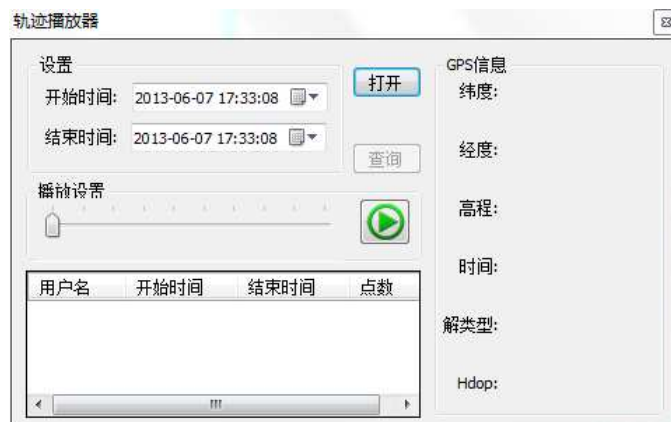 轨迹播放器
设置
开始时间: 2013-06-07 17:33:08
结束时间: 2013-06-07 17:33:08
打开
查询
播放设置
用户名 开始时间 结束时间 点数
GPS信息
纬度:
经度:
高程:
时间:
解类型:
Hdop: